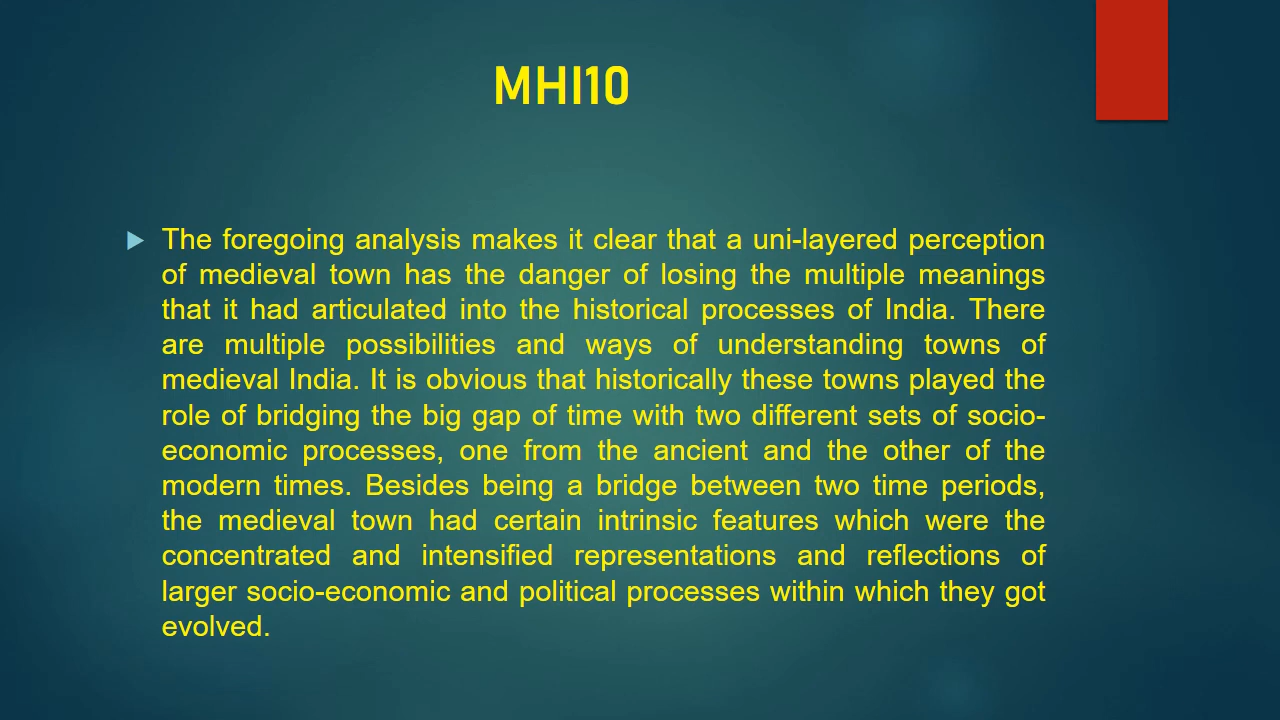 MHI10
The foregoing analysis makes it clear that a uni-layered perception
of medieval town has the danger of losing the multiple meanings
that it had articulated into the historical processes of India. There
are multiple possibilities and ways of understanding towns of
medieval India. It is obvious that historically these towns played the
role of bridging the big gap of time with two different sets of socio-
economic processes, one from the ancient and the other of the
modern times. Besides being a bridge between two time periods,
the medieval town had certain intrinsic features which were the
concentrated and intensified representations and reflections of
larger socio-economic and political processes within which they got
evolved.